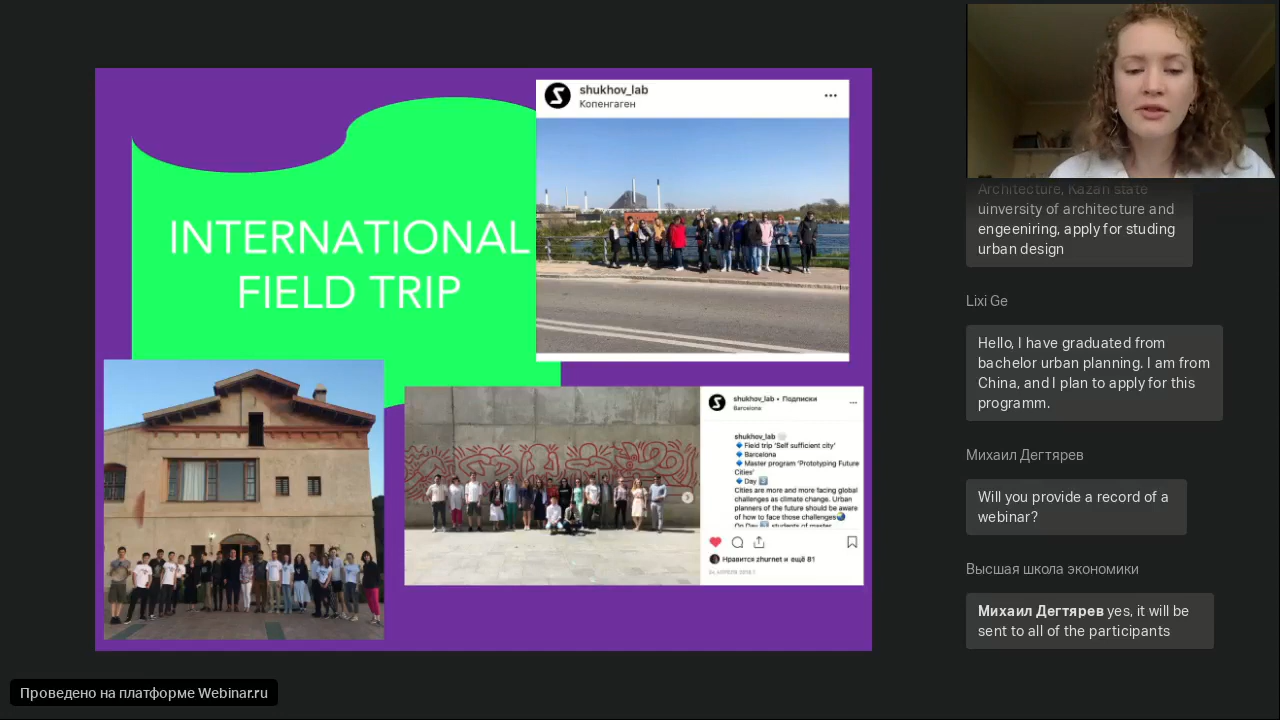 INTERNATIONAL
FIELD TRIP
shukhov_lab
Копенгаген
shukhov_lab • Подписки
Barcelona
shukhov_lab
Field trip 'Self sufficient city'
Barcelona
Master program 'Prototyping Future
Cities'
Day
Cities are more and more facing global
challenges as climate change. Urban
planners of the future should be aware
of how to face those challenges
On Day students of master
Нравится zhurnet и ещё 81
Architecture, Kazan state
uinversity of architecture and
engeeniring, apply for studing
urban design
Lixi Ge
Hello, I have graduated from
bachelor urban planning. I am from
China, and I plan to apply for this
programm.
Михаил Дегтярев
Will you provide a record of a
webinar?
Высшая школа экономики
Михаил Дегтярев yes, it will be
sent to all of the participants
Проведено на платформе Webinar.ru